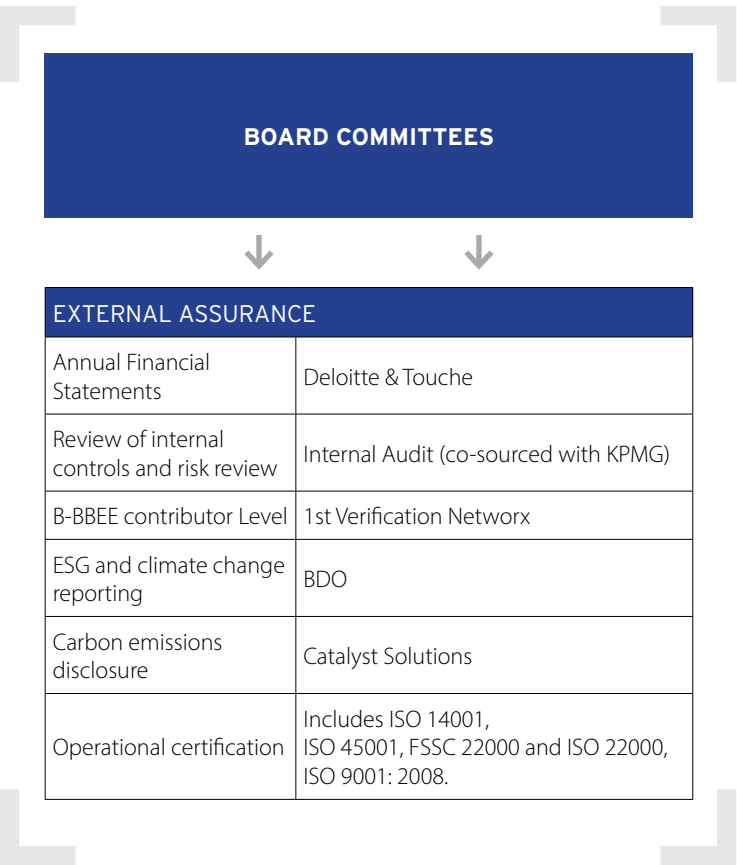 BOARD COMMITTEES
EXTERNAL ASSURANCE
Annual Financial
Statements
Deloitte & Touche
Review of internal
controls and risk review
Internal Audit (co-sourced with KPMG)
B-BBEE contributor Level
1st Verification Networx
ESG and climate change
reporting
BDO
Carbon emissions
disclosure
Catalyst Solutions
Operational certification
Includes ISO 14001,
ISO 45001, FSSC 22000 and ISO 22000,
ISO 9001: 2008.